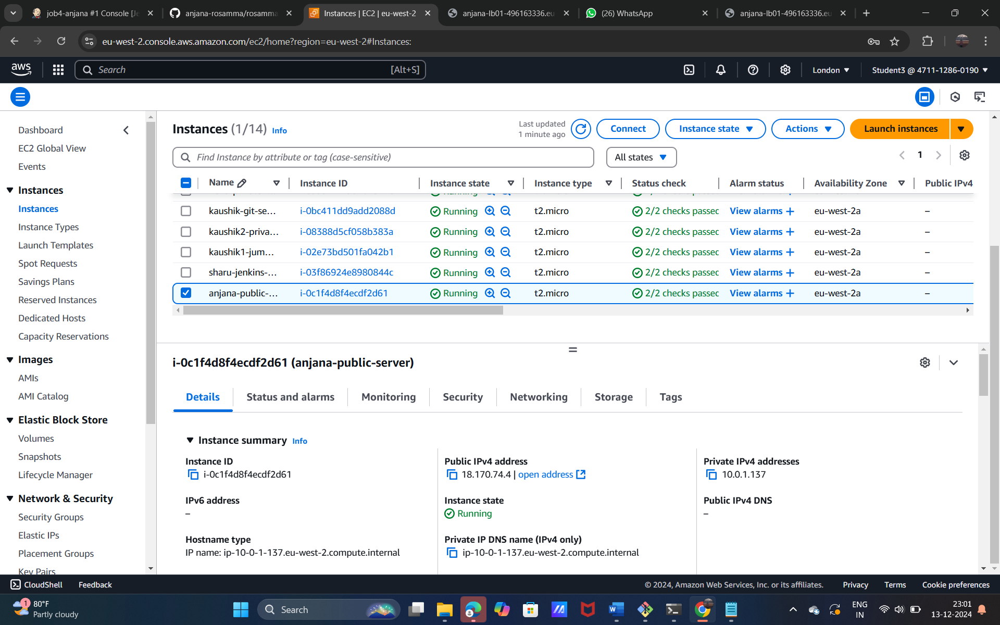 job4-anjana #1 Console [Je
anjana-rosamma/rosamma
Instances | EC2 | eu-west-2
anjana-lb01-496163336.eu
(26) WhatsApp
anjana-lb01-496163336.eu
eu-west-2.console.aws.amazon.com/ec2/home?region=eu-west-2#Instances:
aws
Search
[Alt+S]
London
Student3 @ 4711-1286-0190
Dashboard
EC2 Global View
Events
Instances
Instances
Instance Types
Launch Templates
Spot Requests
Savings Plans
Reserved Instances
Dedicated Hosts
Capacity Reservations
Images
AMIs
AMI Catalog
Elastic Block Store
Volumes
Snapshots
Lifecycle Manager
Network & Security
Security Groups
Elastic IPs
Placement Groups
Key Pairs
Instances (1/14) Info
Last updated
1 minute ago
Connect
Instance state
Actions
Launch instances
Find Instance by attribute or tag (case-sensitive)
All states
1
Name Instance ID Instance state Instance type Status check Alarm status Availability Zone Public IPv4
kaushik-git-se... i-0bc411dd9add2088d Running t2.micro 2/2 checks passec View alarms + eu-west-2a –
kaushik2-priva... i-08388d5cf058b383a Running t2.micro 2/2 checks passec View alarms + eu-west-2a –
kaushik1-jum... i-02e73bd501fa042b1 Running t2.micro 2/2 checks passec View alarms + eu-west-2a –
sharu-jenkins-... i-03f86924e8980844c Running t2.micro 2/2 checks passec View alarms + eu-west-2a –
anjana-public-... i-0c1f4d8f4ecdf2d61 Running t2.micro 2/2 checks passec View alarms + eu-west-2a –
i-0c1f4d8f4ecdf2d61 (anjana-public-server)
Details Status and alarms Monitoring Security Networking Storage Tags
Instance summary Info
Instance ID
i-0c1f4d8f4ecdf2d61
Public IPv4 address
18.170.74.4 | open address
Private IPv4 addresses
10.0.1.137
IPv6 address
–
Instance state
Running
Public IPv4 DNS
–
Hostname type
IP name: ip-10-0-1-137.eu-west-2.compute.internal
Private IP DNS name (IPv4 only)
ip-10-0-1-137.eu-west-2.compute.internal
CloudShell
Feedback
© 2024, Amazon Web Services, Inc. or its affiliates.
Privacy
Terms
Cookie preferences
1
80°F
Partly cloudy
Search
ENG
IN
23:01
13-12-2024